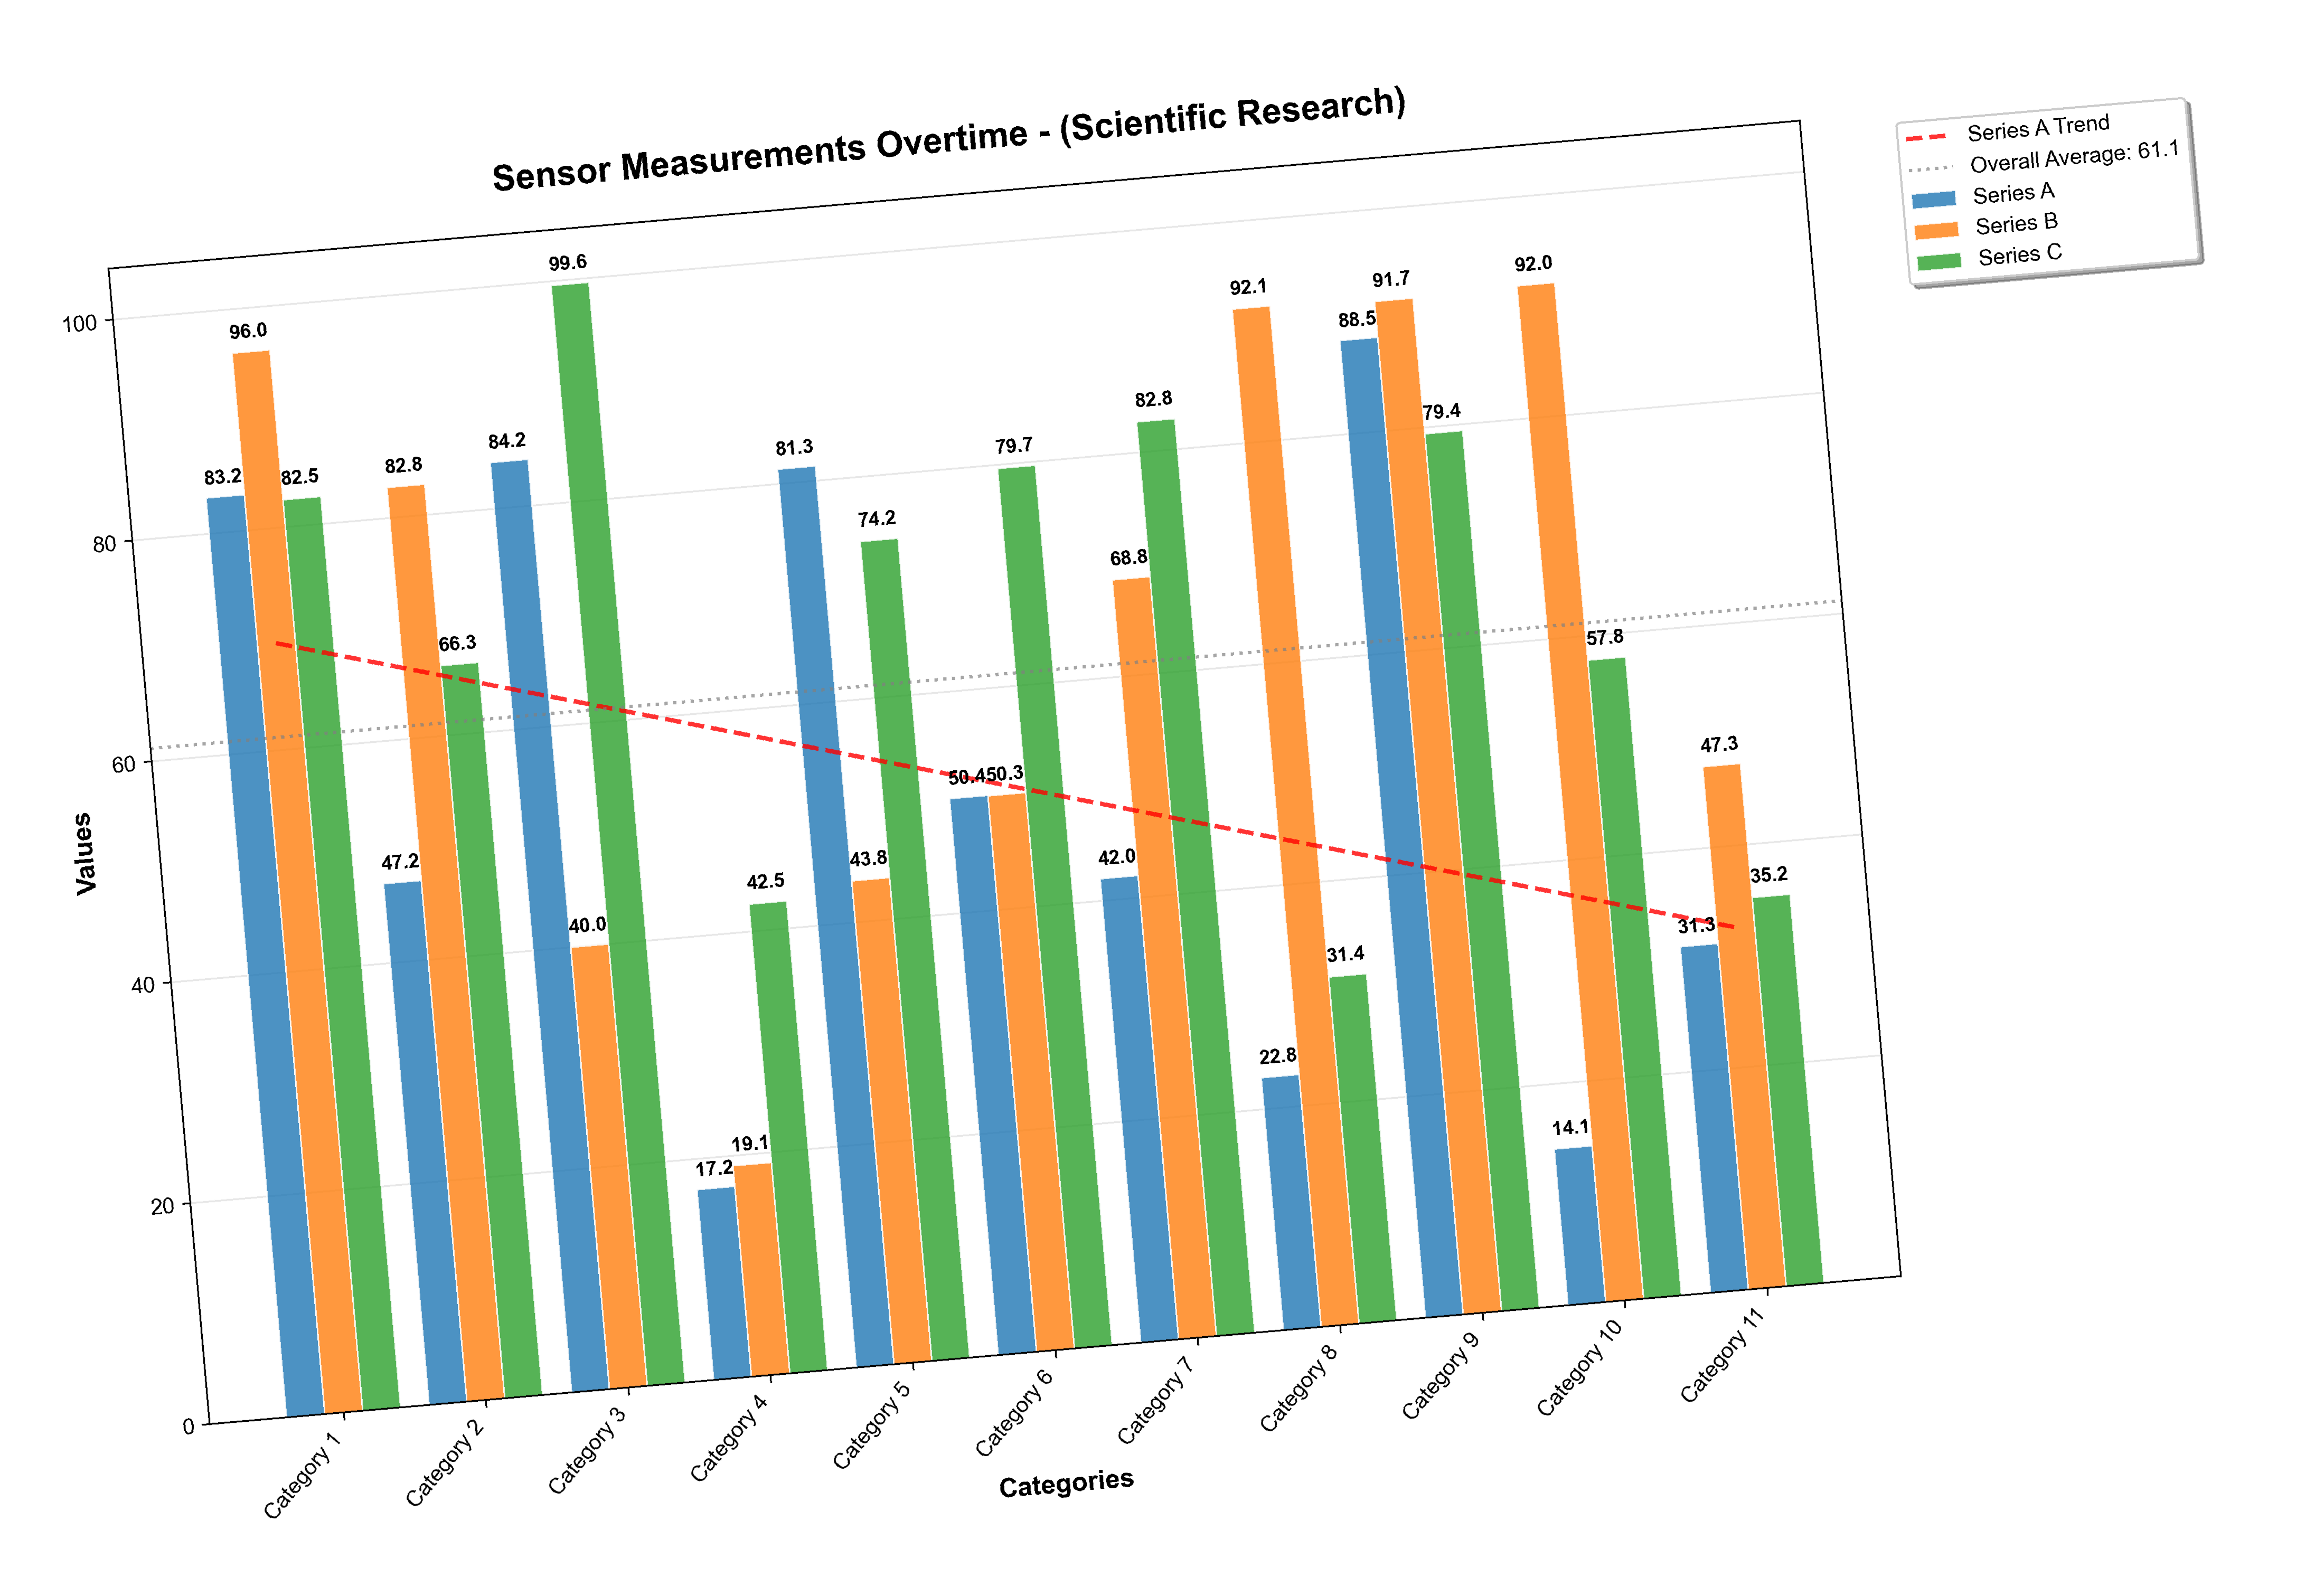 Sensor Measurements Overtime - (Scientific Research)
Series A Trend
Overall Average: 61.1
Series A
Series B
Series C
Values
100
80
60
40
20
0
83.2
96.0
82.5
47.2
82.8
66.3
84.2
40.0
99.6
17.2
19.1
42.5
81.3
43.8
74.2
50.4
50.3
79.7
42.0
68.8
82.8
22.8
92.1
31.4
88.5
91.7
79.4
14.1
92.0
57.8
31.3
47.3
35.2
Category 1
Category 2
Category 3
Category 4
Category 5
Category 6
Category 7
Category 8
Category 9
Category 10
Category 11
Categories